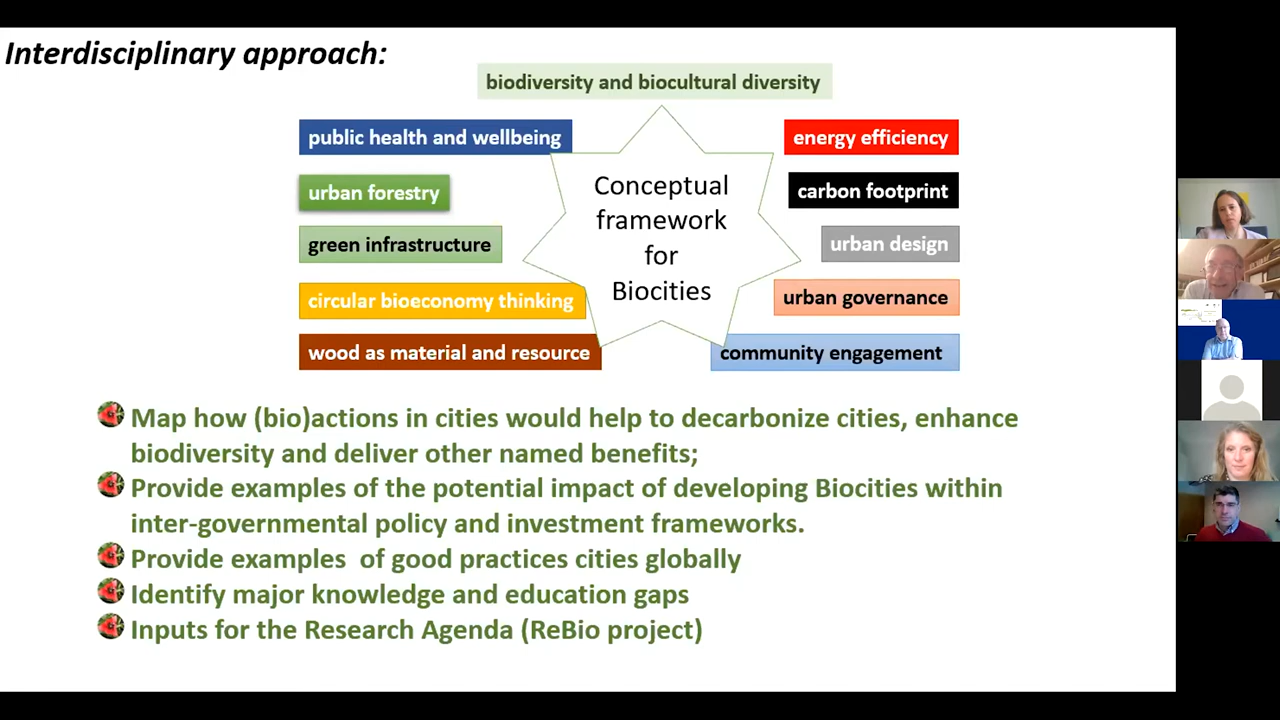 Interdisciplinary approach:
biodiversity and biocultural diversity
public health and wellbeing
urban forestry
green infrastructure
circular bioeconomy thinking
wood as material and resource
Conceptual
framework
for
Biocities
energy efficiency
carbon footprint
urban design
urban governance
community engagement
Map how (bio)actions in cities would help to decarbonize cities, enhance
biodiversity and deliver other named benefits;
Provide examples of the potential impact of developing Biocities within
inter-governmental policy and investment frameworks.
Provide examples  of good practices cities globally
Identify major knowledge and education gaps
Inputs for the Research Agenda (ReBio project)